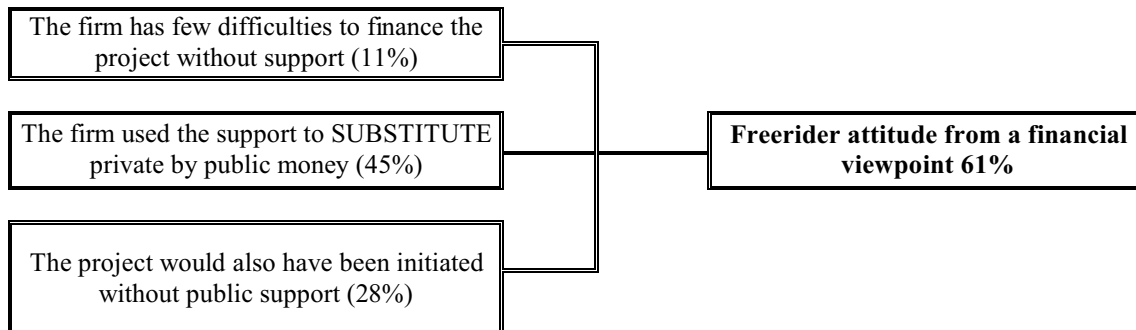 The firm has few difficulties to finance the
project without support (11%)
The firm used the support to SUBSTITUTE
private by public money (45%)
Freerider attitude from a financial
viewpoint 61%
The project would also have been initiated
without public support (28%)